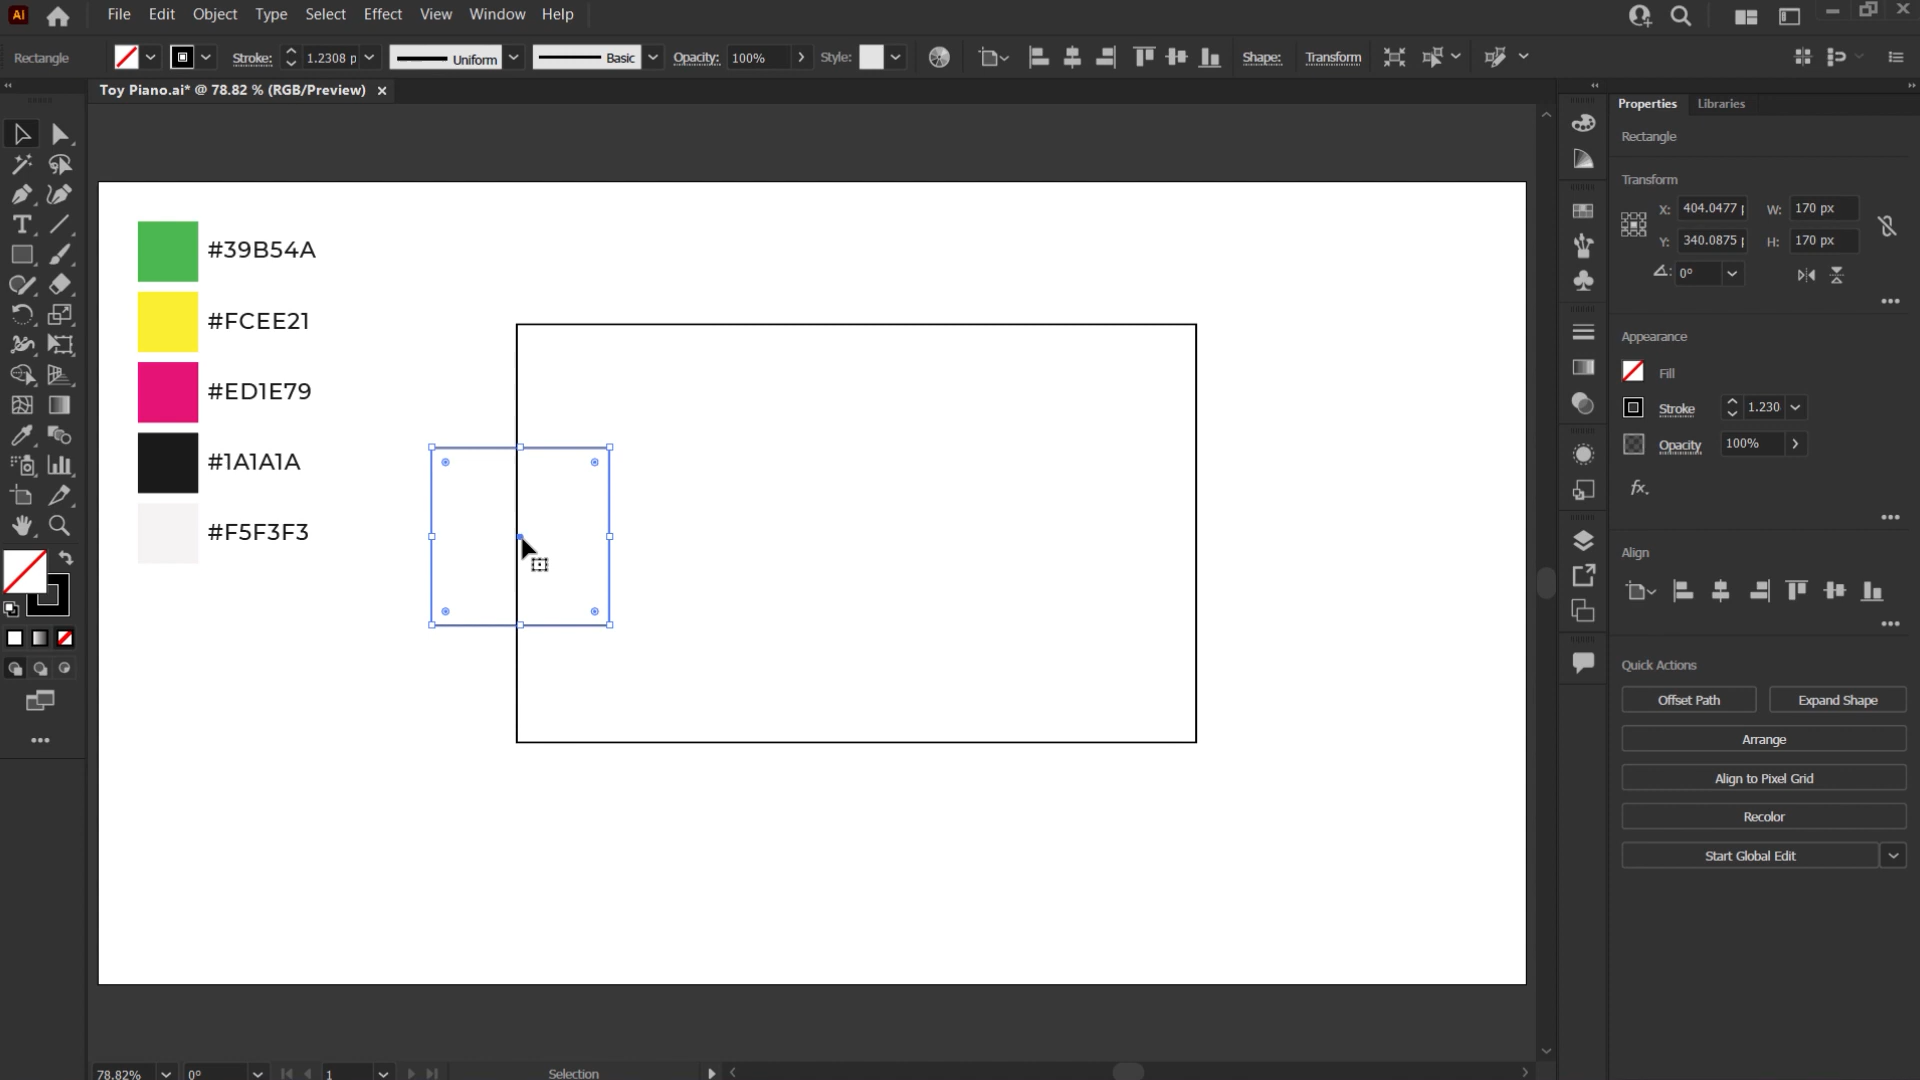 Ai File Edit Object Type Select Effect View Window Help
Rectangle Stroke: 1.2308 p Uniform Basic Opacity: 100% Style: Shape: Transform
Toy Piano.ai* @ 78.82 % (RGB/Preview)
#39B54A
#FCEE21
#ED1E79
#1A1A1A
#F5F3F3
78.82% 0° 1 Selection
Properties Libraries
Rectangle
Transform
X: 404.0477 p W: 170 px
Y: 340.0875 p H: 170 px
0°
Appearance
Fill
Stroke 1.230
Opacity 100%
fx.
Align
Quick Actions
Offset Path Expand Shape
Arrange
Align to Pixel Grid
Recolor
Start Global Edit